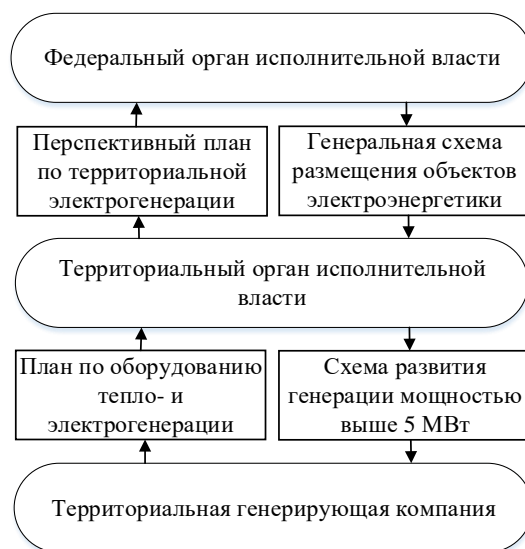 Федеральный орган исполнительной власти
Перспективный план
по территориальной
электрогенерации
Генеральная схема
размещения объектов
электроэнергетики
Территориальный орган исполнительной
власти
План по оборудованию
тепло- и
электрогенерации
Схема развития
генерации мощностью
выше 5 МВт
Территориальная генерирующая компания